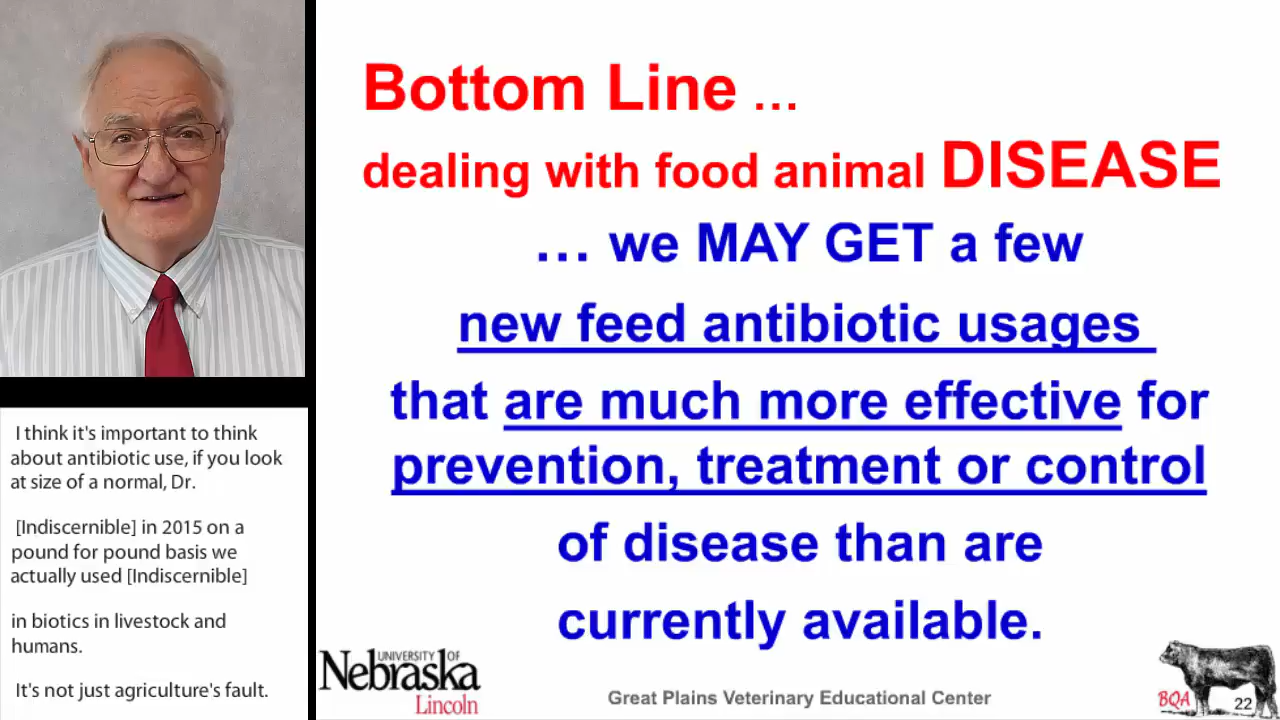 Bottom Line ...
dealing with food animal DISEASE
... we MAY GET a few
new feed antibiotic usages
that are much more effective for
prevention, treatment or control
of disease than are
currently available.
I think it's important to think
about antibiotic use, if you look
at size of a normal, Dr.
[Indiscernible] in 2015 on a
pound for pound basis we
actually used [Indiscernible]
in biotics in livestock and
humans.
It's not just agriculture's fault.
UNIVERSITY OF
Nebraska
Lincoln
Great Plains Veterinary Educational Center
BQA
22